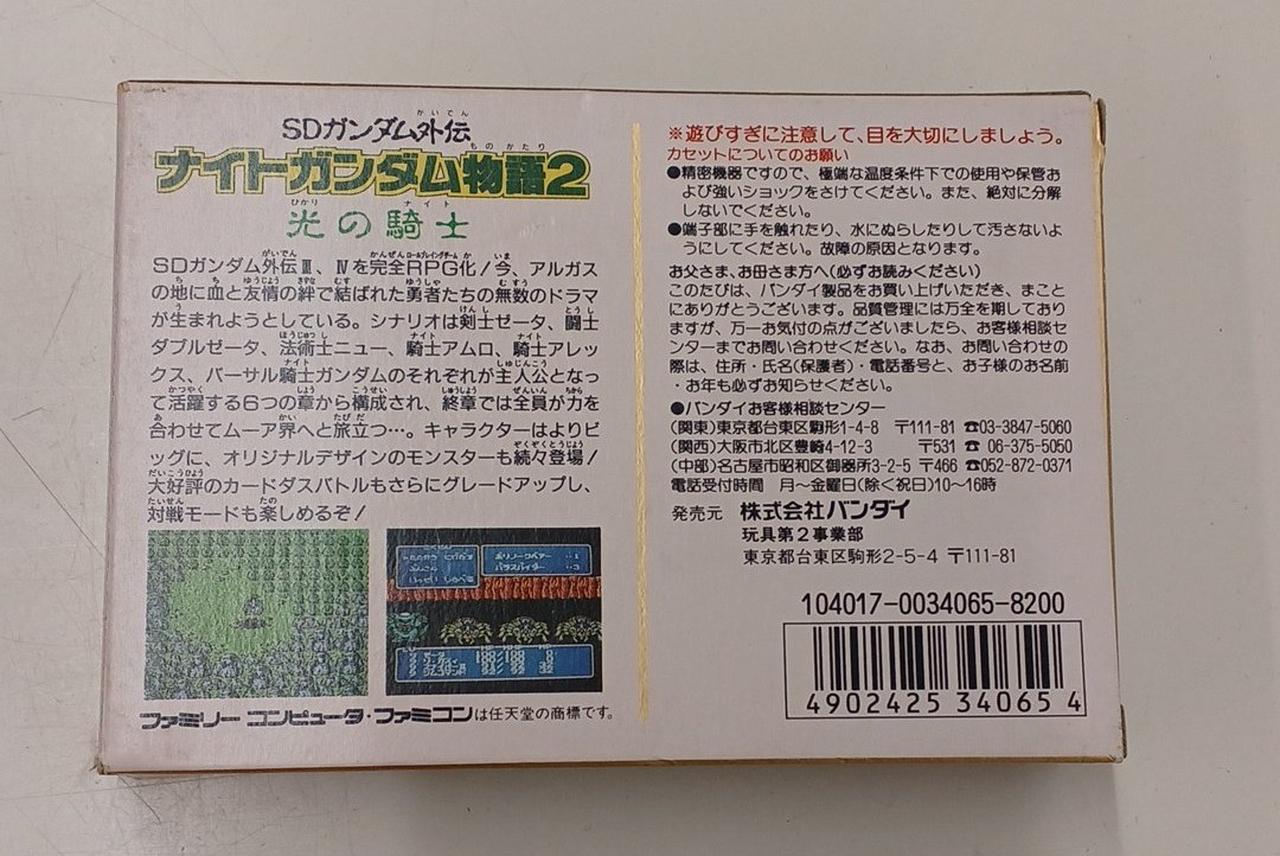 SDガンダム外伝
ナイトガンダム物語2
光の騎士
SDガンダム外伝Ⅲ、Ⅳを完全RPG化!今、アルガス
の地に血と友情の絆で結ばれた勇者たちの無数のドラマ
が生まれようとしている。シナリオは剣士ゼータ、闘士
ダブルゼータ、法術士ニュー、騎士アムロ、騎士アレッ
クス、バーサル騎士ガンダムのそれぞれが主人公となっ
て活躍する6つの章から構成され、終章では全員が力を
合わせてムーア界へと旅立つ…。キャラクターはよりビ
ッグに、オリジナルデザインのモンスターも続々登場!
大好評のカードダスバトルもさらにグレードアップし、
対戦モードも楽しめるぞ!
ファミリーコンピュータ・ファミコンは任天堂の商標です。
※遊びすぎに注意して、目を大切にしましょう。
カセットについてのお願い
●精密機器ですので、極端な温度条件下での使用や保管お
よび強いショックをさけてください。また、絶対に分解
しないでください。
●端子部に手を触れたり、水にぬらしたりして汚さないよ
うにしてください。故障の原因となります。
お父さま、お母さま方へ(必ずお読みください)
このたびは、バンダイ製品をお買い上げいただき、まこと
にありがとうございます。品質管理には万全を期しており
ますが、万一お気付の点がございましたら、お客様相談セ
ンターまでお問い合わせください。なお、お問い合わせの
際は、住所・氏名(保護者)・電話番号と、お子様のお名前
・お年も必ずお知らせください。
●バンダイお客様相談センター
(関東)東京都台東区駒形1-4-8 〒111-81 ☎03-3847-5060
(関西)大阪市北区豊崎4-12-3 〒531 ☎ 06-375-5050
(中部)名古屋市昭和区御器所3-2-5 〒466 ☎052-872-0371
電話受付時間 月〜金曜日(除く祝日)10〜16時
発売元 株式会社バンダイ
玩具第2事業部
東京都台東区駒形2-5-4 〒111-81
104017-0034065-8200
4902425 34065 4